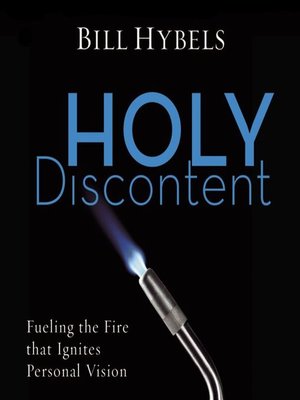 BILL HYBELS
HOLY
Discontent
Fueling the Fire
that Ignites
Personal Vision